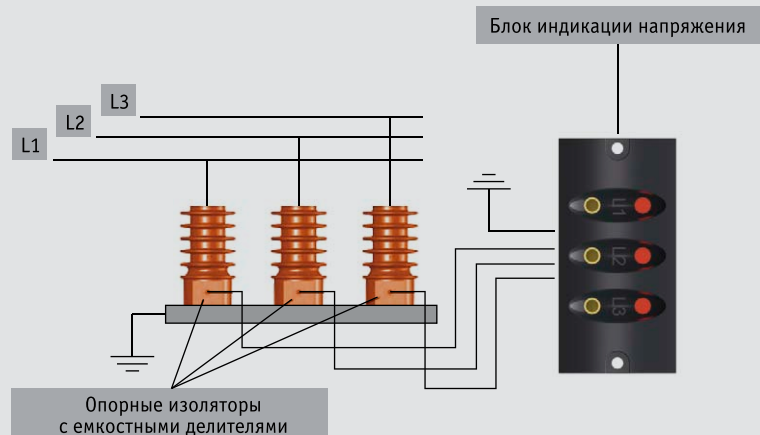 Блок индикации напряжения
L3
L2
L1
L1
L2
L3
Опорные изоляторы
с емкостными делителями